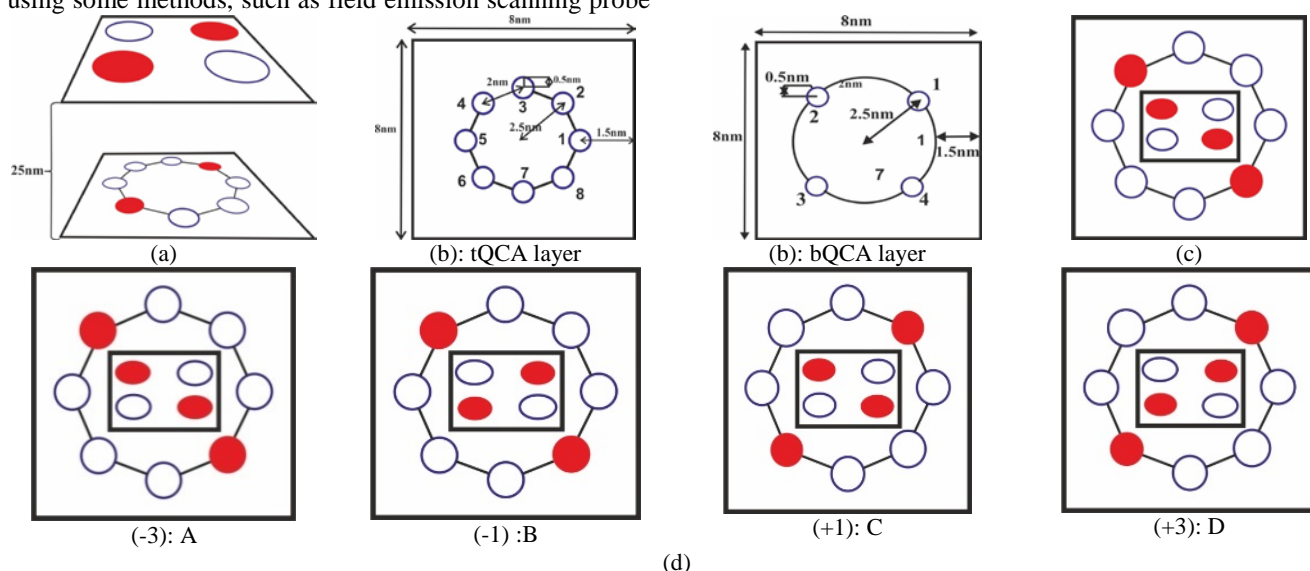 using some methods, such as field emission scanning probe
25nm
(a)
8nm
8nm
2nm
0.5nm
2.5nm
1.5nm
1
2
3
4
5
6
7
8
(b): tQCA layer
8nm
8nm
0.5nm
2nm
2.5nm
1.5nm
1
2
1
7
3
4
(b): bQCA layer
(c)
(-3): A
(-1) :B
(+1): C
(+3): D
(d)